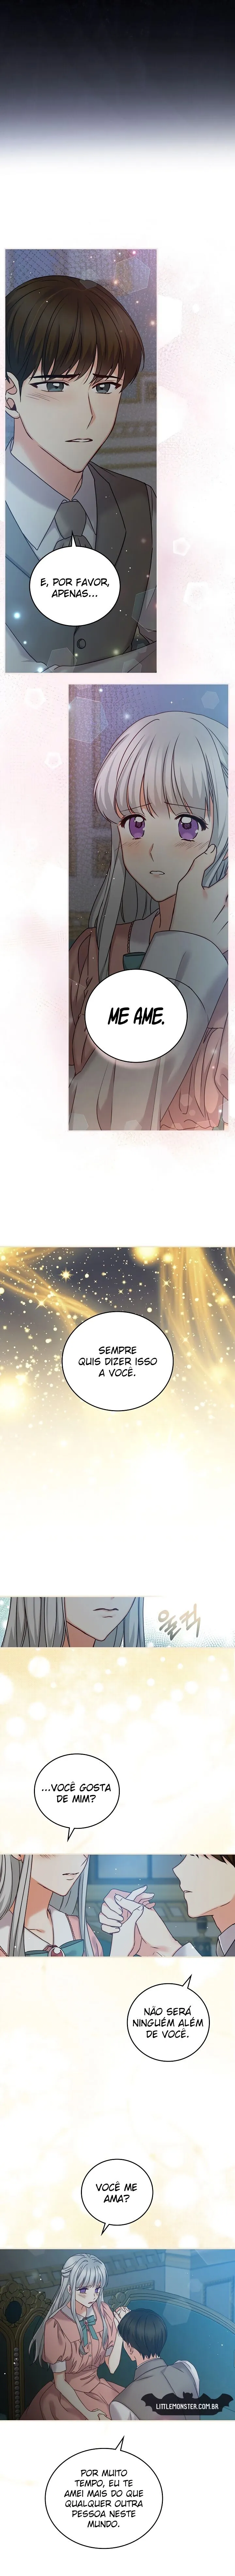 E, POR FAVOR,
APENAS...
ME AME.
SEMPRE
QUIS DIZER ISSO
A VOCÊ.
울컥
...VOCÊ GOSTA
DE MIM?
NÃO SERÁ
NINGUÉM ALÉM
DE VOCÊ.
VOCÊ ME
AMA?
LITTLEMONSTER.COM.BR
POR MUITO
TEMPO, EU TE
AMEI MAIS DO QUE
QUALQUER OUTRA
PESSOA NESTE
MUNDO.